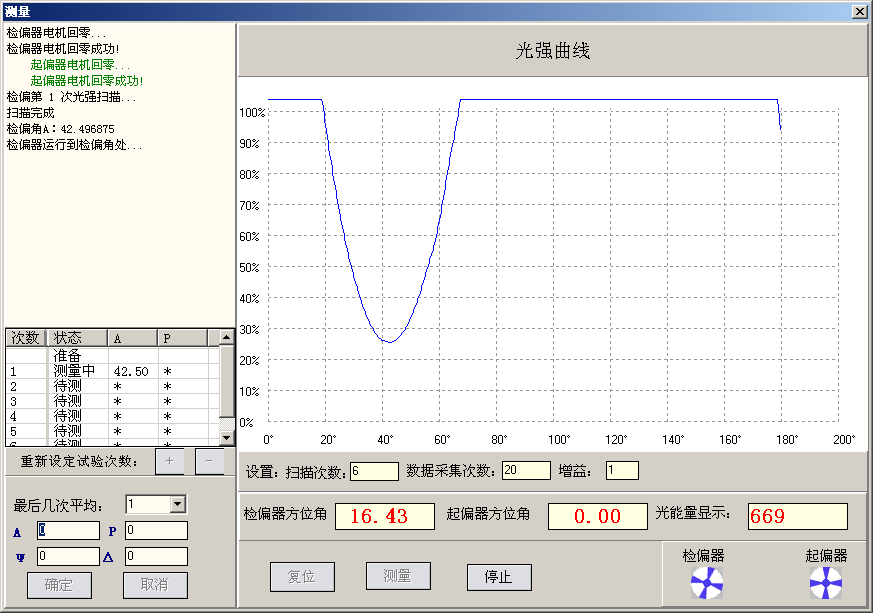 测量
检偏器电机回零...
检偏器电机回零成功!
起偏器电机回零...
起偏器电机回零成功!
检偏第 1 次光强扫描...
扫描完成
检偏角A：42.496875
检偏器运行到检偏角处...
次数 状态 A P
准备
1 测量中 42.50 *
2 待测 * *
3 待测 * *
4 待测 * *
5 待测 * *
6 待测 * *
重新设定试验次数： + -
最后几次平均： 1
A 0 P 0
Ψ 0 Δ 0
确定 取消
光强曲线
100%
90%
80%
70%
60%
50%
40%
30%
20%
10%
0%
0° 20° 40° 60° 80° 100° 120° 140° 160° 180° 200°
设置：扫描次数：6 数据采集次数：20 增益：1
检偏器方位角 16.43 起偏器方位角 0.00 光能量显示：669
复位 测量 停止
检偏器 起偏器